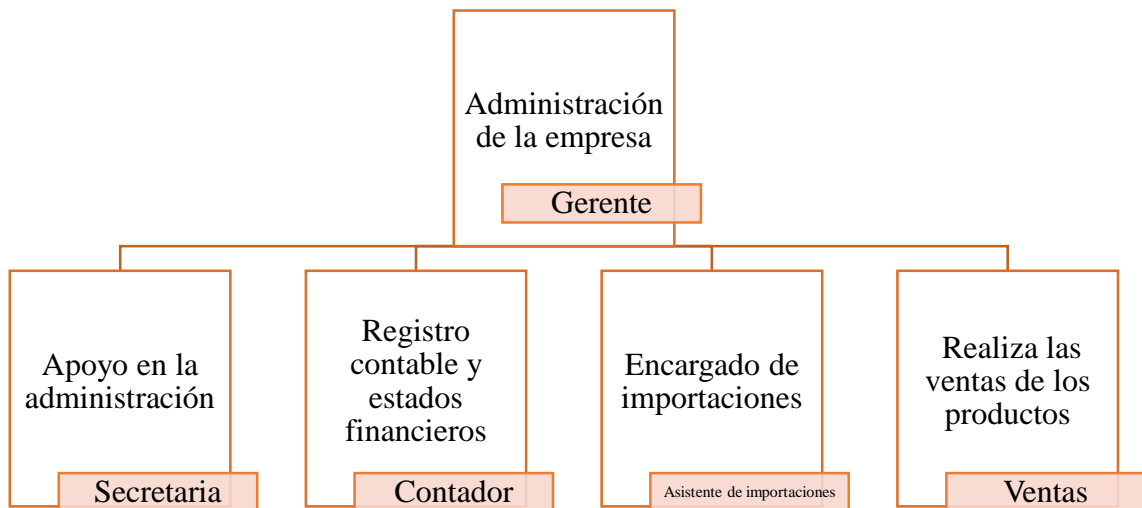 Administración
de la empresa
Gerente
Apoyo en la
administración
Secretaria
Registro
contable y
estados
financieros
Contador
Encargado de
importaciones
Asistente de importaciones
Realiza las
ventas de los
productos
Ventas